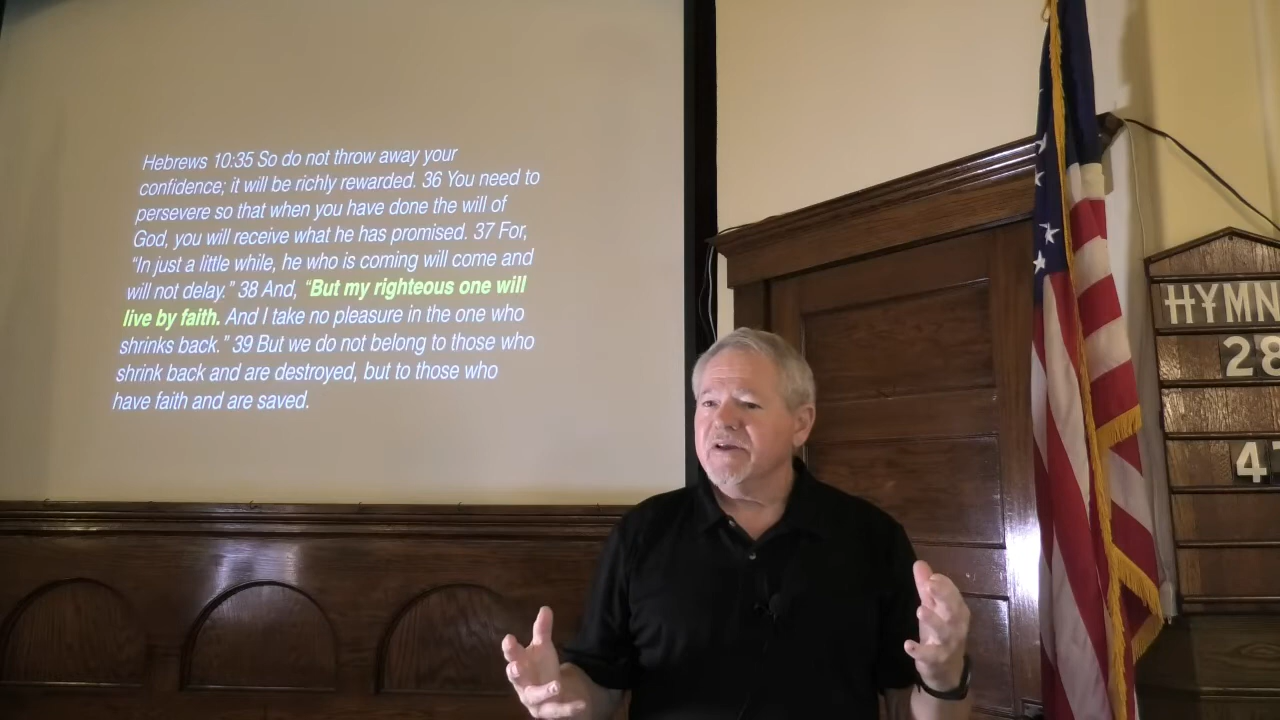 Hebrews 10:35 So do not throw away your
confidence; it will be richly rewarded. 36 You need to
persevere so that when you have done the will of
God, you will receive what he has promised. 37 For,
“In just a little while, he who is coming will come and
will not delay.” 38 And, “But my righteous one will
live by faith. And I take no pleasure in the one who
shrinks back.” 39 But we do not belong to those who
shrink back and are destroyed, but to those who
have faith and are saved.
HYMN
28
4